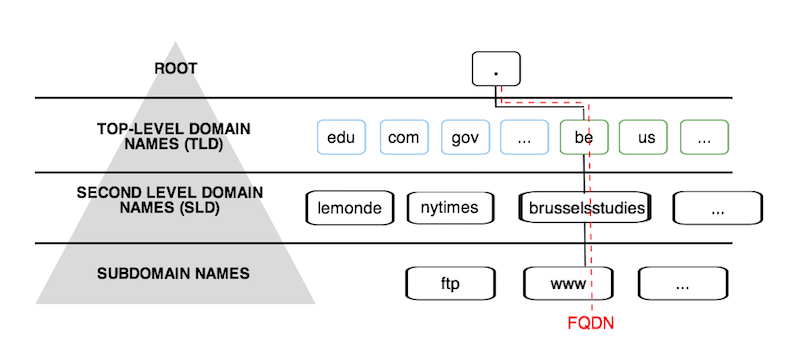 ROOT
.
TOP-LEVEL DOMAIN
NAMES (TLD)
edu
com
gov
...
be
us
...
SECOND LEVEL DOMAIN
NAMES (SLD)
lemonde
nytimes
brusselsstudies
...
SUBDOMAIN NAMES
ftp
www
...
FQDN